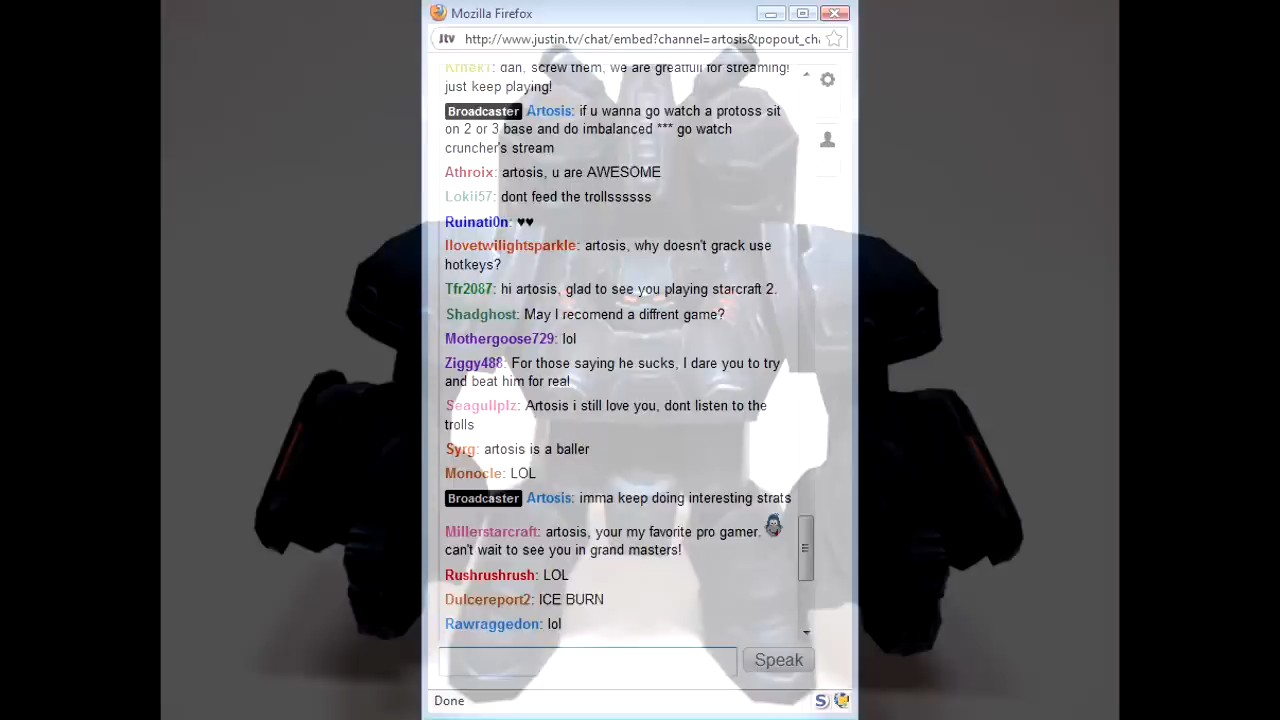 Mozilla Firefox
Jtv http://www.justin.tv/chat/embed?channel=artosis&popout_ch
Krnek1: dan, screw them, we are greatfull for streaming!
just keep playing!
Broadcaster Artosis: if u wanna go watch a protoss sit
on 2 or 3 base and do imbalanced *** go watch
cruncher's stream
Athroix: artosis, u are AWESOME
Lokii57: dont feed the trollssssss
Ruinati0n: ♥♥
Ilovetwilightsparkle: artosis, why doesn't grack use
hotkeys?
Tfr2087: hi artosis, glad to see you playing starcraft 2.
Shadghost: May I recomend a diffrent game?
Mothergoose729: lol
Ziggy488: For those saying he sucks, I dare you to try
and beat him for real
Seagullplz: Artosis i still love you, dont listen to the
trolls
Syrg: artosis is a baller
Monocle: LOL
Broadcaster Artosis: imma keep doing interesting strats
Millerstarcraft: artosis, your my favorite pro gamer.
can't wait to see you in grand masters!
Rushrushrush: LOL
Dulcereport2: ICE BURN
Rawraggedon: lol
Speak
Done
S